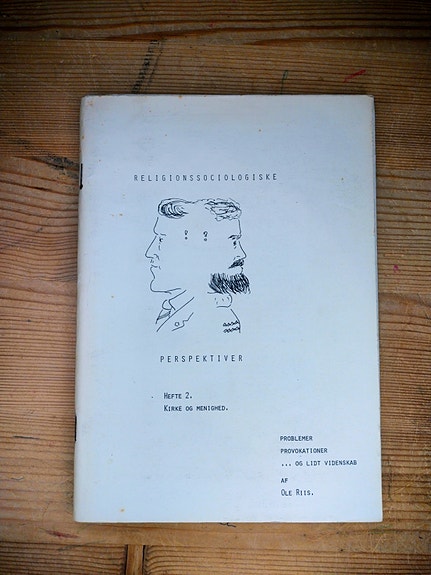 RELIGIONSSOCIOLOGISKE
PERSPEKTIVER
HEFTE 2.
KIRKE OG MENIGHED.
PROBLEMER
PROVOKATIONER
... OG LIDT VIDENSKAB
AF
OLE RIIS.